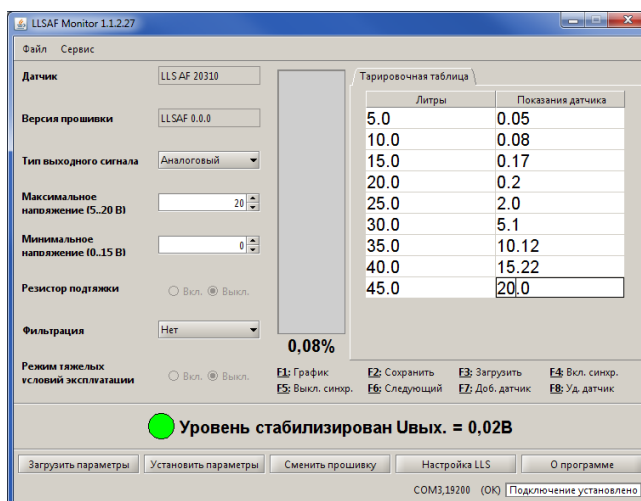 LLSAF Monitor 1.1.2.27
Файл Сервис
Датчик LLSAF 20310
Версия прошивки LLSAF 0.0.0
Тип выходного сигнала Аналоговый
Максимальное напряжение (5..20 В) 20
Минимальное напряжение (0..15 В) 0
Резистор подтяжки Вкл. Выкл.
Фильтрация Нет
Режим тяжелых условий эксплуатации Вкл. Выкл.
0,08%
Тарировочная таблица
Литры Показания датчика
5.0 0.05
10.0 0.08
15.0 0.17
20.0 0.2
25.0 2.0
30.0 5.1
35.0 10.12
40.0 15.22
45.0 20.0
F1: График F2: Сохранить F3: Загрузить F4: Вкл. синхр.
F5: Выкл. синхр. F6: Следующий F7: Доб. датчик F8: Уд. датчик
Уровень стабилизирован Uвых. = 0,02В
Загрузить параметры Установить параметры Сменить прошивку Настройка LLS О программе
COM3,19200 (OK) Подключение установлено